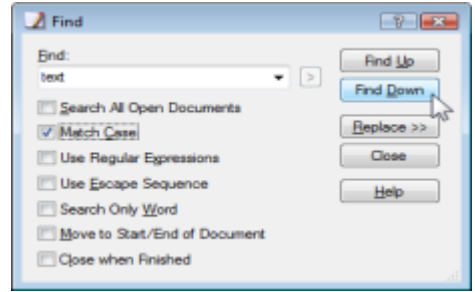 Find
Find:
text
>
Search All Open Documents
Match Case
Use Regular Expressions
Use Escape Sequence
Search Only Word
Move to Start/End of Document
Close when Finished
Find Up
Find Down
Replace >>
Close
Help